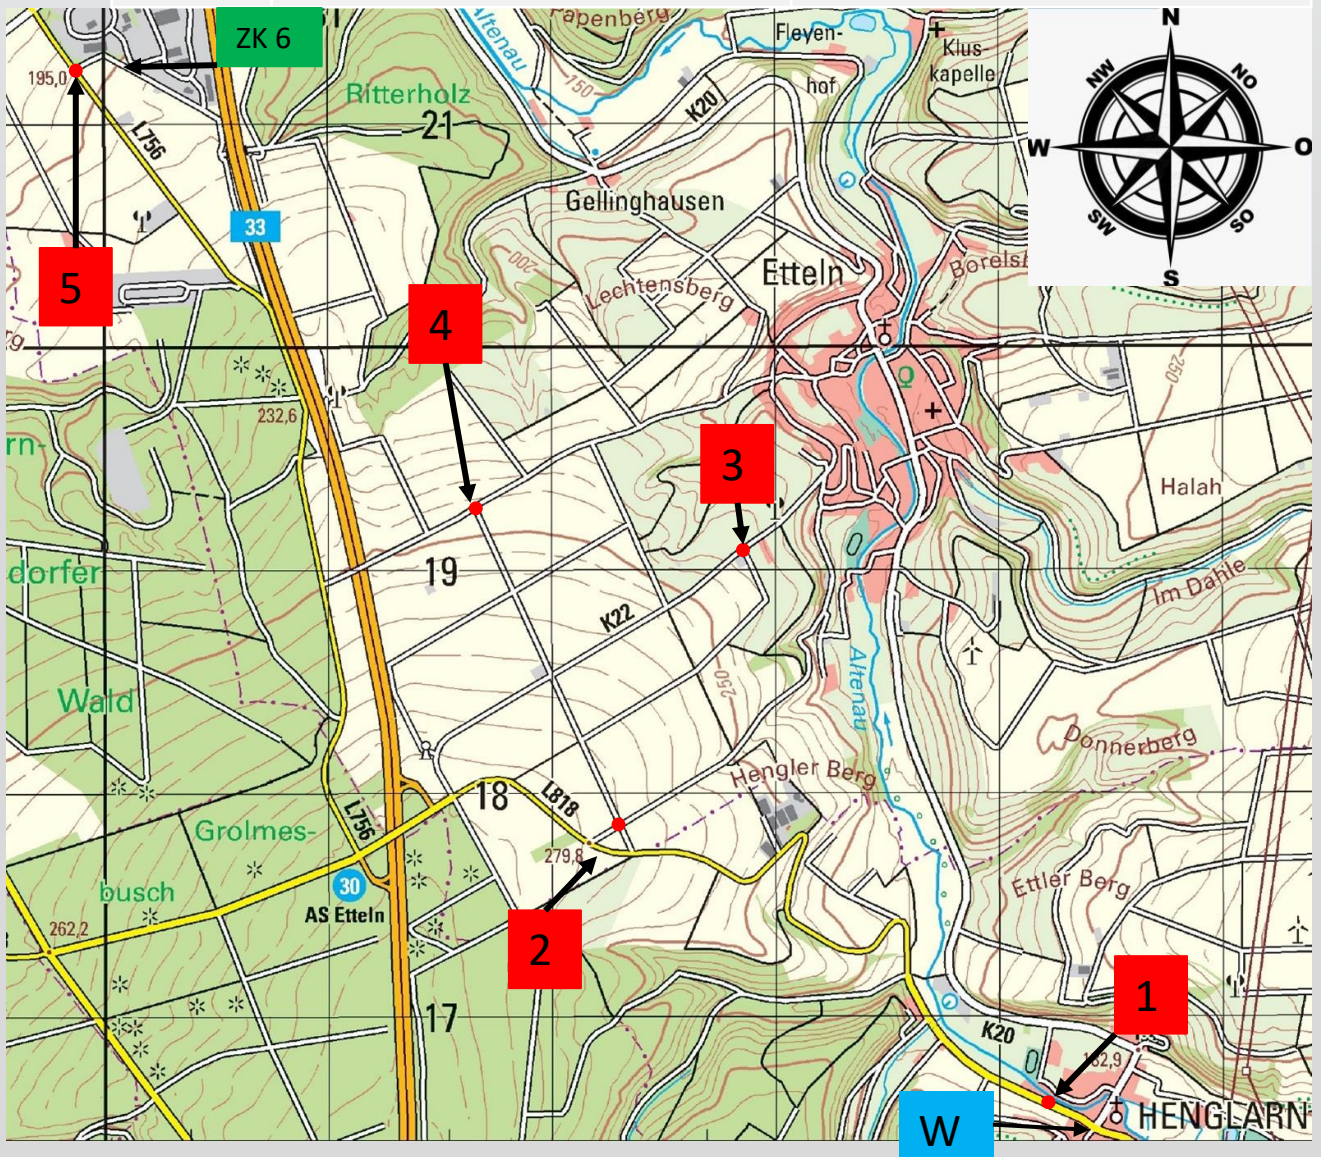 ZK 6
31
Altenau
Papenberg
Fleyen-
hof
Klus-
kapelle
N
NO
O
SO
S
SW
W
NW
195,0
150
Ritterholz
21
K20
L756
Gellinghausen
33
200
Lechtensberg
Etteln
5
4
250
232,6
rn-
3
Halah
dorfer
19
Im Dahle
K22
Wald
250
Altenau
Donnerberg
Hengler Berg
18
L818
L756
Grolmes-
busch
279,8
30
AS Etteln
Ettler Berg
262,2
2
17
1
K20
182,9
W
HENGLARN